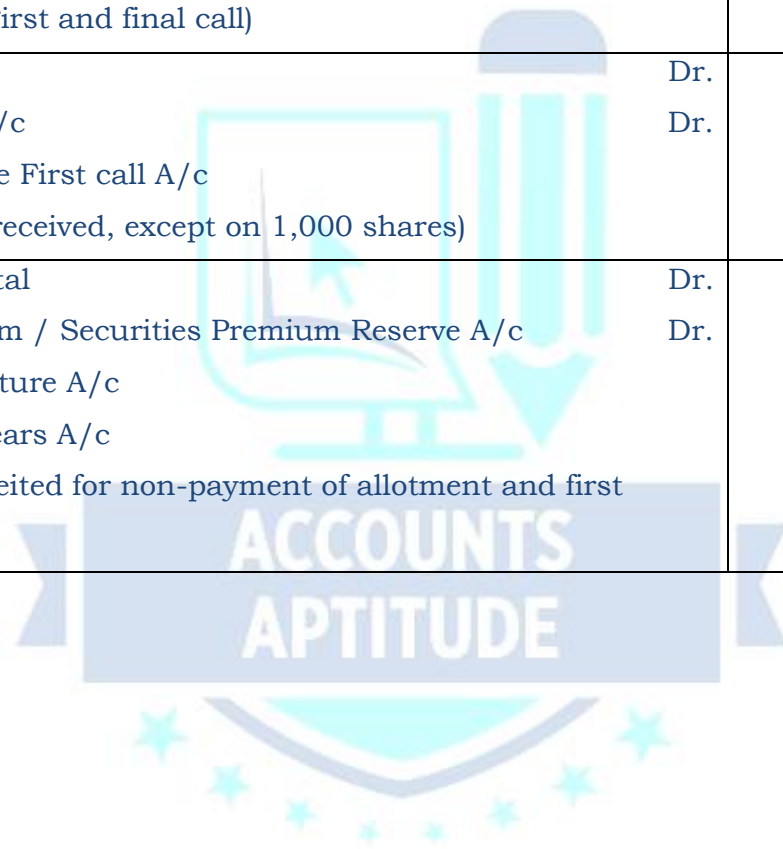 irst and final call)
Dr.
/c Dr.
e First call A/c
received, except on 1,000 shares)
tal Dr.
m / Securities Premium Reserve A/c Dr.
ture A/c
ears A/c
eited for non-payment of allotment and first
ACCOUNTS
APTITUDE